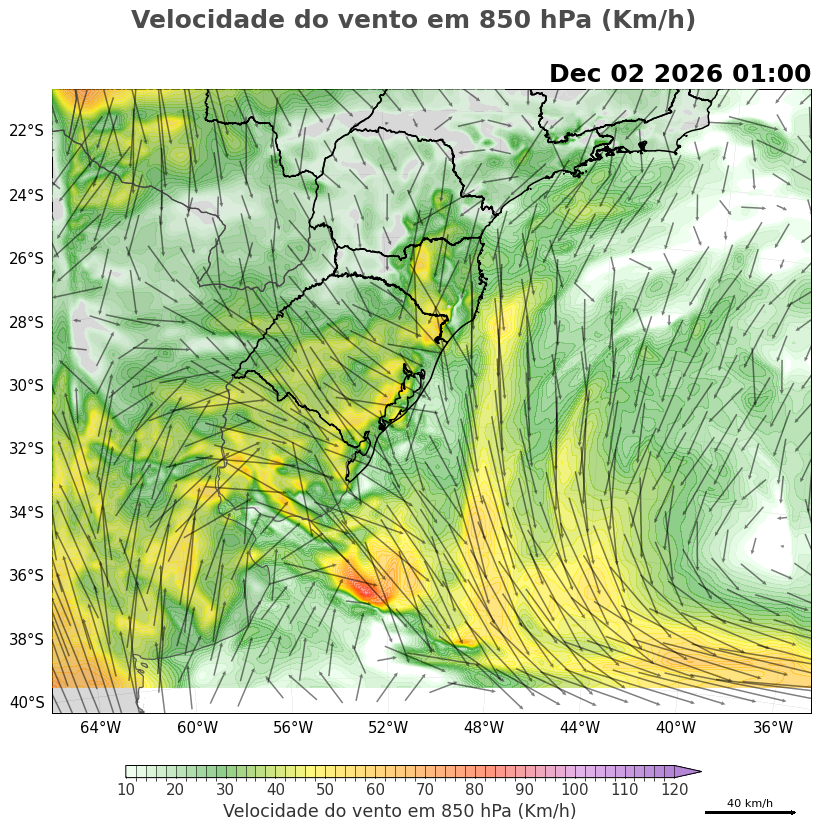 Velocidade do vento em 850 hPa (Km/h)
Dec 02 2026 01:00
22°S
24°S
26°S
28°S
30°S
32°S
34°S
36°S
38°S
40°S
64°W 60°W 56°W 52°W 48°W 44°W 40°W 36°W
10 20 30 40 50 60 70 80 90 100 110 120
Velocidade do vento em 850 hPa (Km/h)
40 km/h